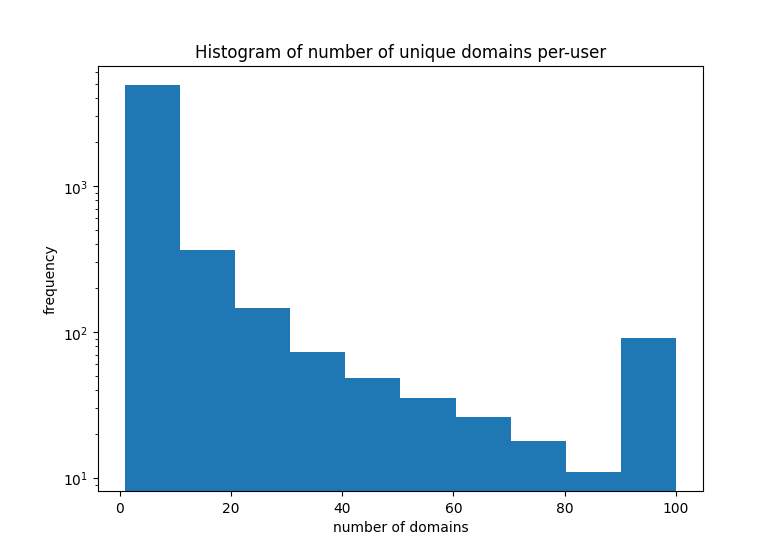 Histogram of number of unique domains per-user
frequency
10³
10²
10¹
0 20 40 60 80 100
number of domains